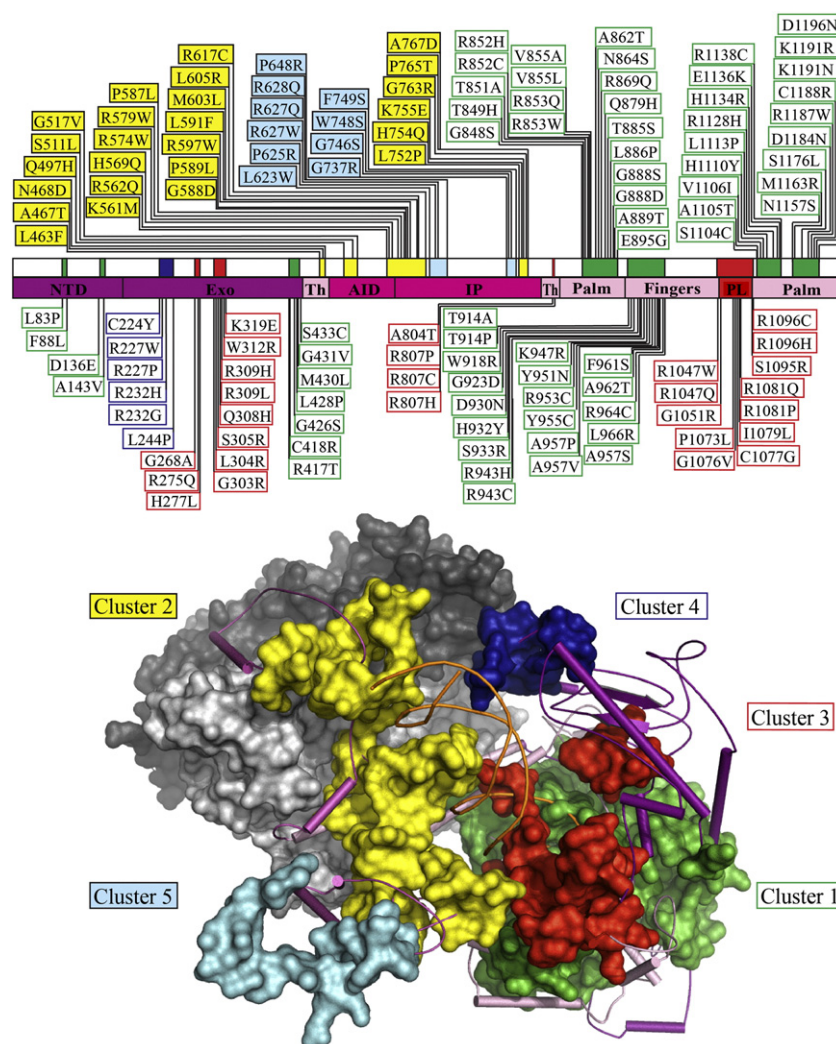 G517V
S511L
Q497H
N468D
A467T
L463F
P587L
R579W
R574W
H569Q
R562Q
K561M
R617C
L605R
M603L
L591F
R597W
P589L
G588D
P648R
R628Q
R627Q
R627W
P625R
L623W
F749S
W748S
G746S
G737R
A767D
P765T
G763R
K755E
H754Q
L752P
R852H
R852C
T851A
T849H
G848S
V855A
V855L
R853Q
R853W
A862T
N864S
R869Q
Q879H
T885S
L886P
G888S
G888D
A889T
E895G
R1138C
E1136K
H1134R
R1128H
L1113P
H1110Y
V1106I
A1105T
S1104C
D1196N
K1191R
K1191N
C1188R
R1187W
D1184N
S1176L
M1163R
N1157S
NTD Exo Th AID IP Th Palm Fingers PL Palm
L83P
F88L
D136E
A143V
C224Y
R227W
R227P
R232H
R232G
L244P
G268A
R275Q
H277L
K319E
W312R
R309H
R309L
Q308H
S305R
L304R
G303R
S433C
G431V
M430L
L428P
G426S
C418R
R417T
A804T
R807P
R807C
R807H
T914A
T914P
W918R
G923D
D930N
H932Y
S933R
R943H
R943C
K947R
Y951N
R953C
Y955C
A957P
A957V
F961S
A962T
R964C
L966R
A957S
R1047W
R1047Q
G1051R
P1073L
G1076V
R1096C
R1096H
S1095R
R1081Q
R1081P
I1079L
C1077G
Cluster 2
Cluster 4
Cluster 3
Cluster 5
Cluster 1